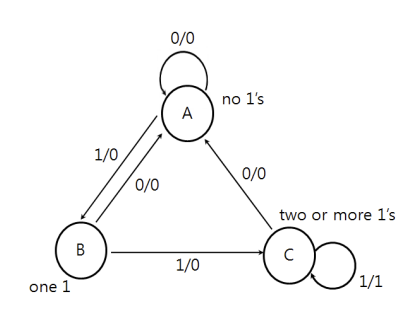 0/0
A
no 1's
1/0
0/0
0/0
two or more 1's
B
C
1/0
one 1
1/1